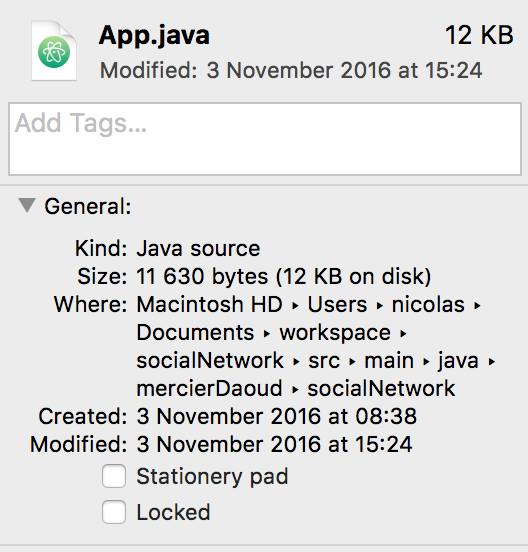 App.java 12 KB
Modified: 3 November 2016 at 15:24
Add Tags...
General:
Kind: Java source
Size: 11 630 bytes (12 KB on disk)
Where: Macintosh HD ▸ Users ▸ nicolas ▸
Documents ▸ workspace ▸
socialNetwork ▸ src ▸ main ▸ java ▸
mercierDaoud ▸ socialNetwork
Created: 3 November 2016 at 08:38
Modified: 3 November 2016 at 15:24
Stationery pad
Locked